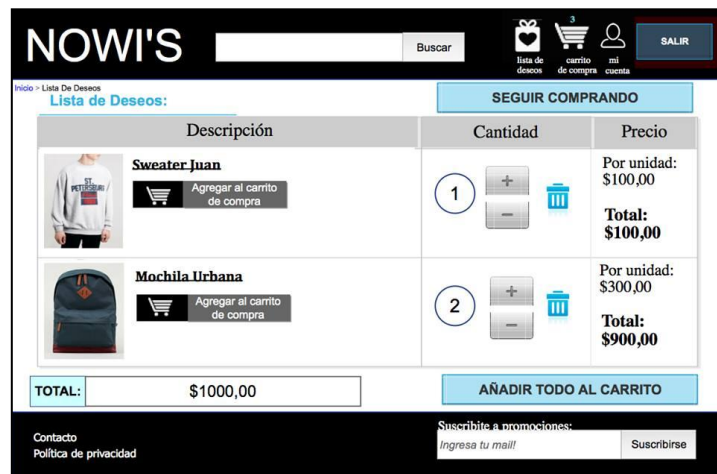 NOWI'S
Buscar
3
lista de deseos
carrito de compra
mi cuenta
SALIR
Inicio > Lista De Deseos
Lista de Deseos:
SEGUIR COMPRANDO
Descripción
Cantidad
Precio
ST.
PETERSBURG
Sweater Juan
Agregar al carrito
de compra
1
+
−
Por unidad:
$100,00
Total:
$100,00
Mochila Urbana
Agregar al carrito
de compra
2
+
−
Por unidad:
$300,00
Total:
$900,00
TOTAL:
$1000,00
AÑADIR TODO AL CARRITO
Contacto
Política de privacidad
Suscribite a promociones:
Ingresa tu mail!
Suscribirse